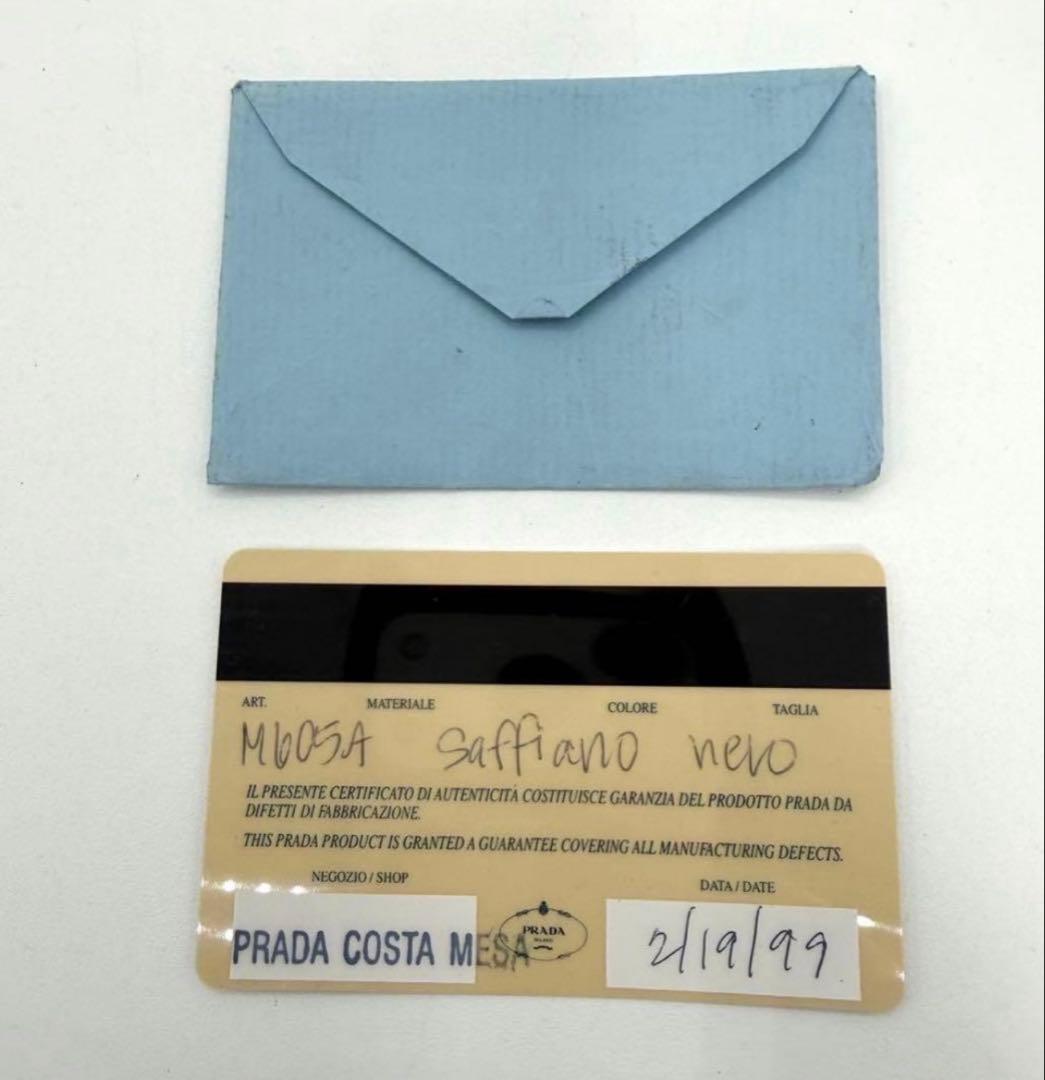 ART. MATERIALE COLORE TAGLIA
M605A saffiano nero
IL PRESENTE CERTIFICATO DI AUTENTICITÀ COSTITUISCE GARANZIA DEL PRODOTTO PRADA DA
DIFETTI DI FABBRICAZIONE.
THIS PRADA PRODUCT IS GRANTED A GUARANTEE COVERING ALL MANUFACTURING DEFECTS.
NEGOZIO / SHOP
DATA / DATE
PRADA COSTA MESA
PRADA
MILANO
2/19/99